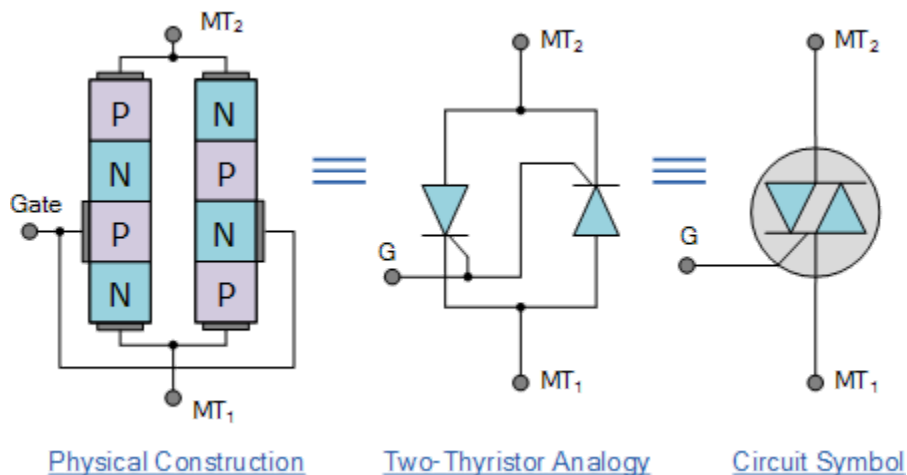 MT₂
P
N
P
N
N
P
N
P
Gate
MT₁
Physical Construction
MT₂
G
MT₁
Two-Thyristor Analogy
MT₂
G
MT₁
Circuit Symbol